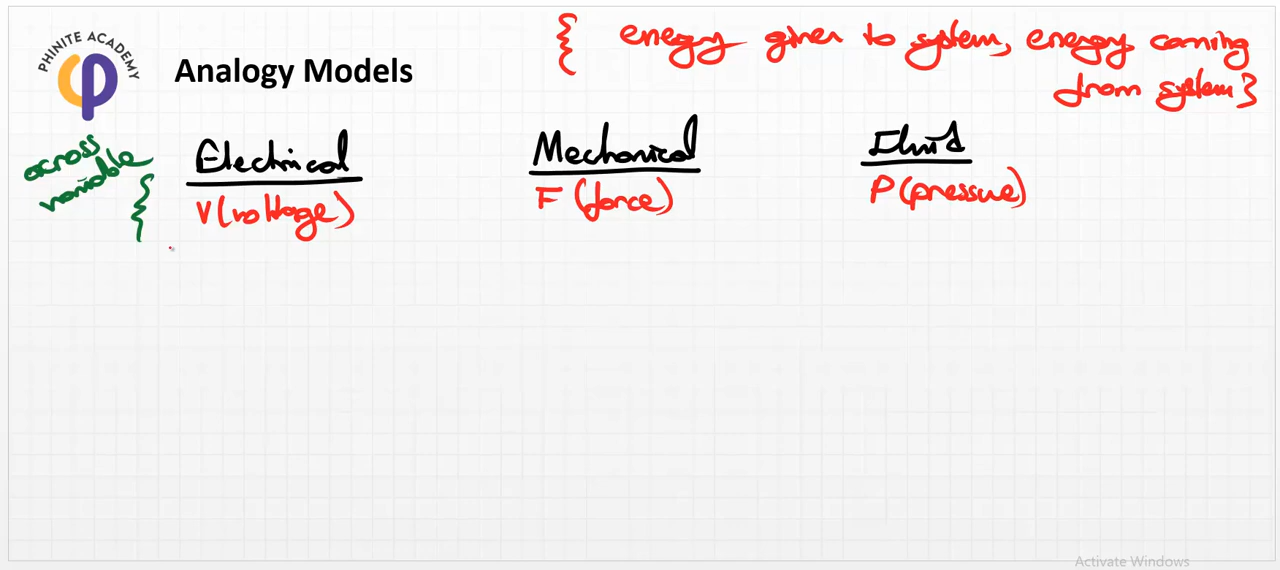 PHINITE ACADEMY
Analogy Models
{ energy given to system, energy coming
from system}
across
variable
Electrical Mechanical Fluid
V(voltage) F (force) P(pressure)
Activate Windows